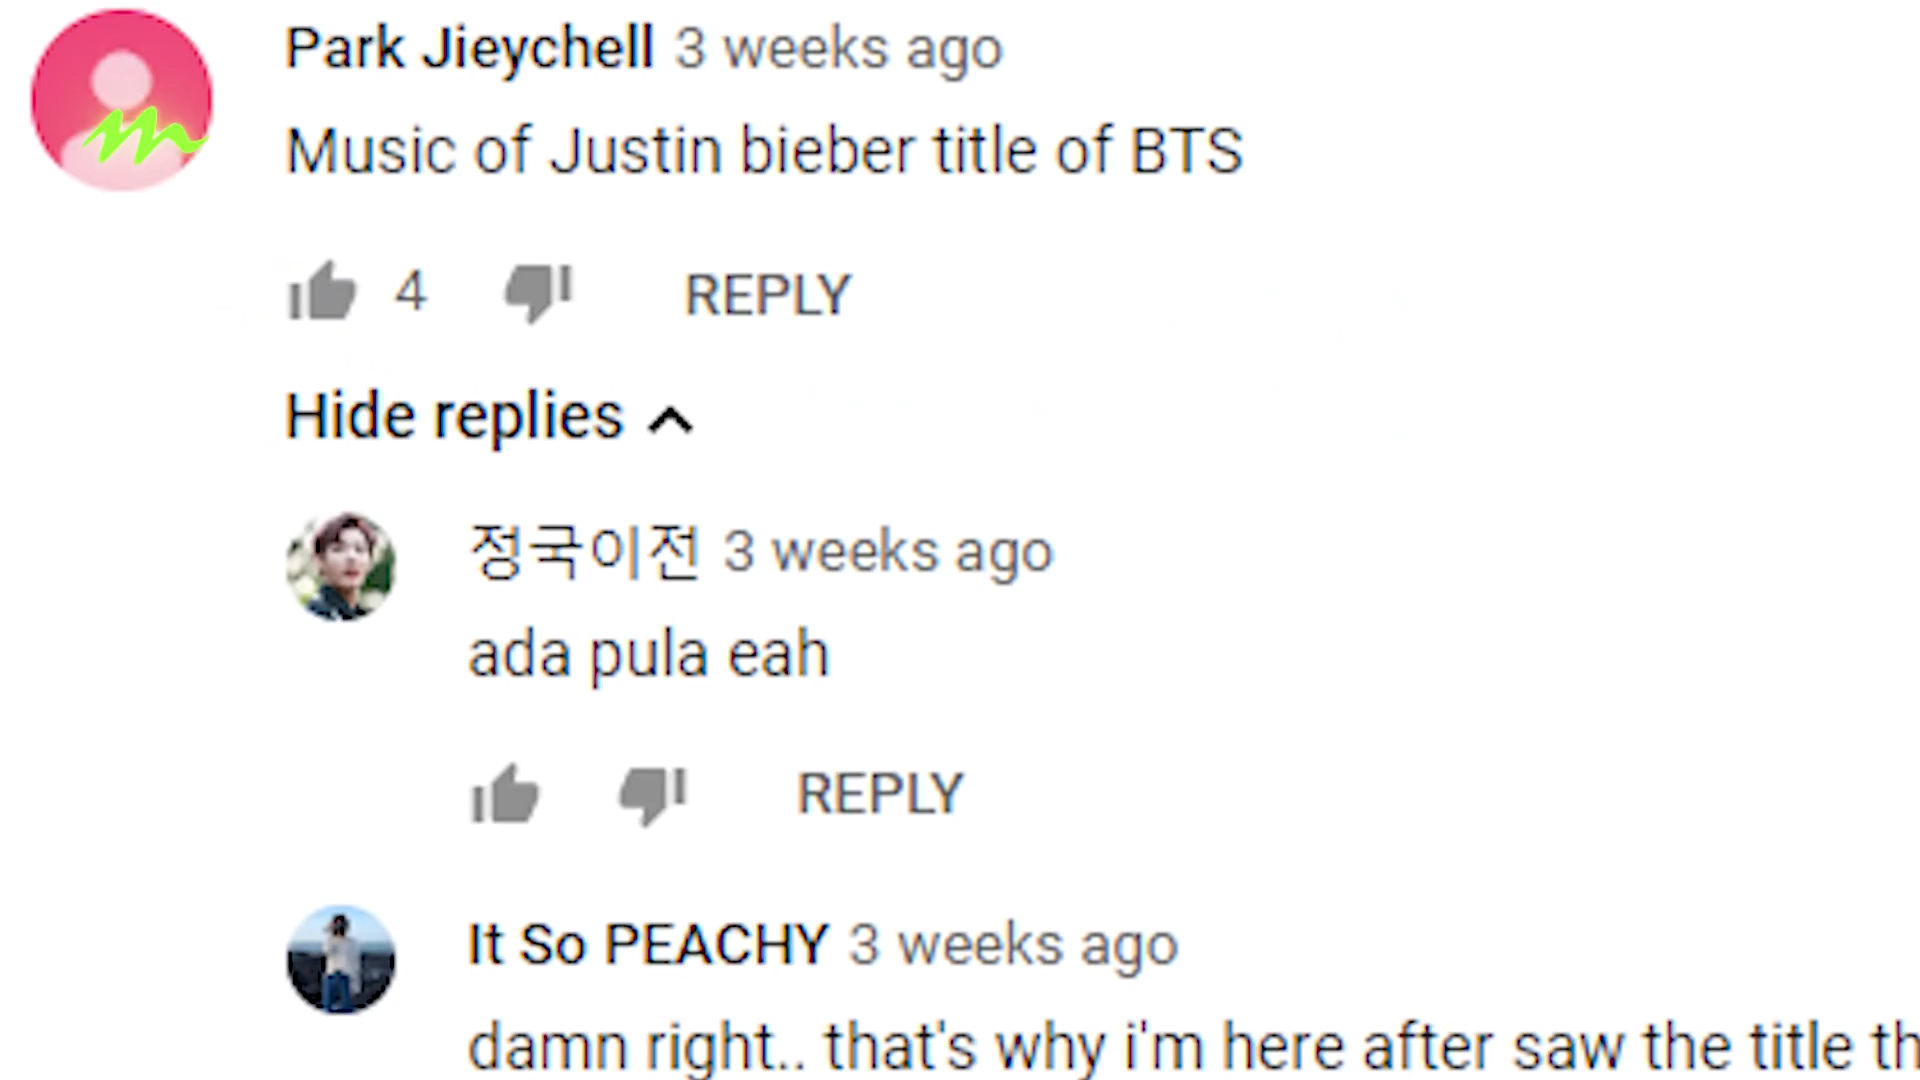 Park Jieychell 3 weeks ago
Music of Justin bieber title of BTS
4 REPLY
Hide replies
정국이전 3 weeks ago
ada pula eah
REPLY
It So PEACHY 3 weeks ago
damn right.. that's why i'm here after saw the title